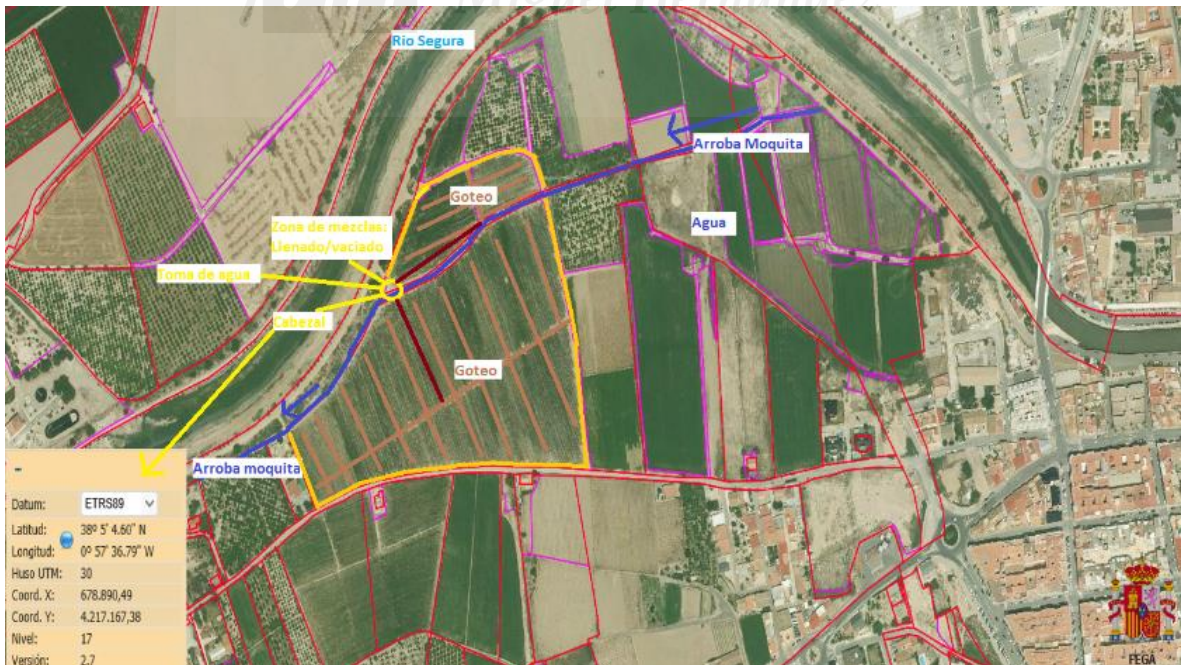 Rio Segura
Arroba Moquita
Goteo
Zona de mezclas:
Llenado/vaciado
Agua
Toma de agua
Cabezal
Goteo
Arroba moquita
-
Datum: ETRS89
Latitud: 38º 5' 4.60" N
Longitud: 0º 57' 36.79" W
Huso UTM: 30
Coord. X: 678.890,49
Coord. Y: 4.217.167,38
Nivel: 17
Versión: 2.7
FEGA